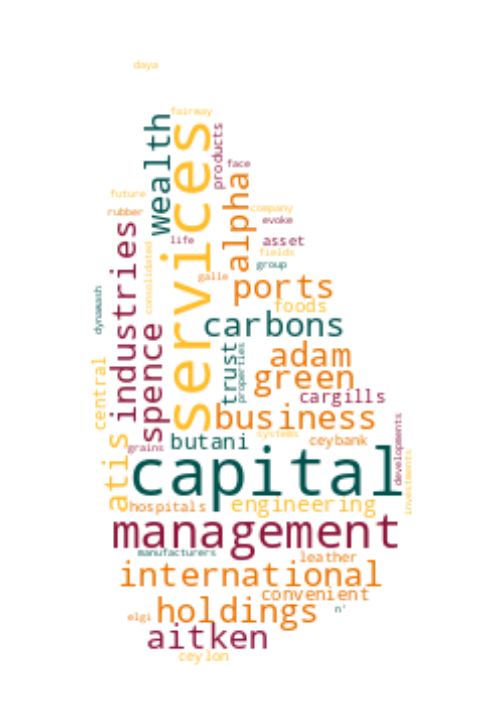 daya
fairway
wealth
services
products
face
future
rubber
alpha
company
evoke
industries
life
asset
consolidated
fields
group
galle
ports
dynawash
foods
carbons
spence
trust
properties
adam
green
central
cargills
business
atis
butani
systems
ceybank
developments
grains
capital
investments
hospitals
engineering
management
manufacturers
leather
international
convenient
holdings
n'
elgi
aitken
ceylon